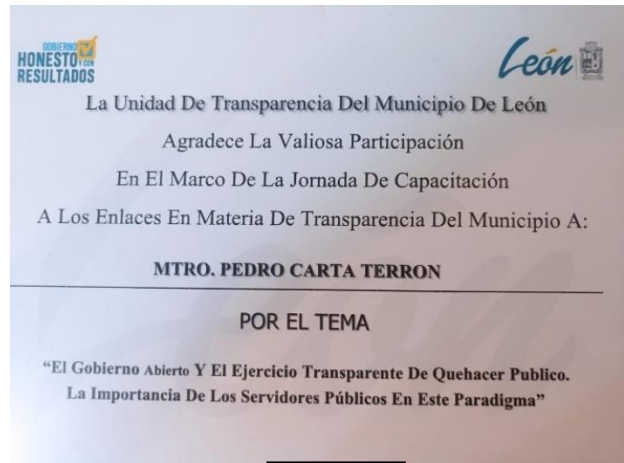 GOBIERNO
HONESTO Y CON
RESULTADOS
León
La Unidad De Transparencia Del Municipio De León
Agradece La Valiosa Participación
En El Marco De La Jornada De Capacitación
A Los Enlaces En Materia De Transparencia Del Municipio A:
MTRO. PEDRO CARTA TERRON
POR EL TEMA
“El Gobierno Abierto Y El Ejercicio Transparente De Quehacer Publico.
La Importancia De Los Servidores Públicos En Este Paradigma”